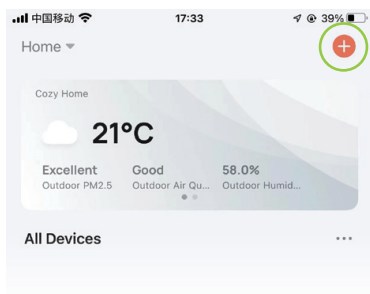 中国移动 17:33 39%
Home
Cozy Home
21°C
Excellent Good 58.0%
Outdoor PM2.5 Outdoor Air Qu... Outdoor Humid...
All Devices ...